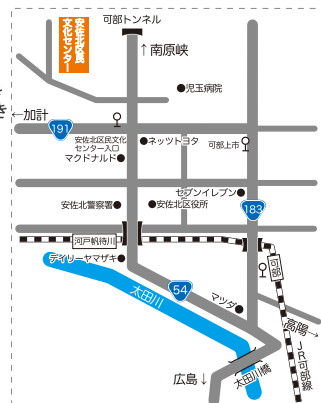 安佐北区民
文化センター
可部トンネル
↑南原峡
き
児玉病院
←加計
191
安佐北区民文化
センター入口
ネッツトヨタ
可部上市
マクドナルド
セブンイレブン
安佐北警察署
安佐北区役所
183
河戸帆待川
デイリーヤマザキ
可部
54
太田川
マツダ
高陽→
JR可部線
広島↓
太田川橋